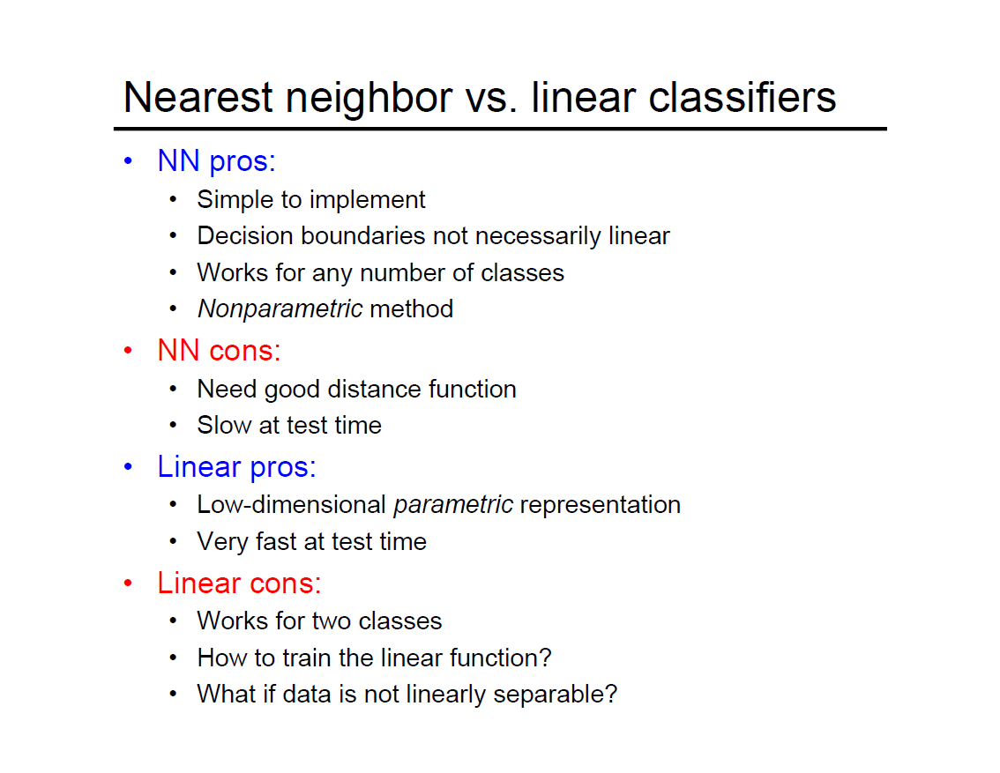 Nearest neighbor vs. linear classifiers
• NN pros:
• Simple to implement
• Decision boundaries not necessarily linear
• Works for any number of classes
• Nonparametric method
• NN cons:
• Need good distance function
• Slow at test time
• Linear pros:
• Low-dimensional parametric representation
• Very fast at test time
• Linear cons:
• Works for two classes
• How to train the linear function?
• What if data is not linearly separable?